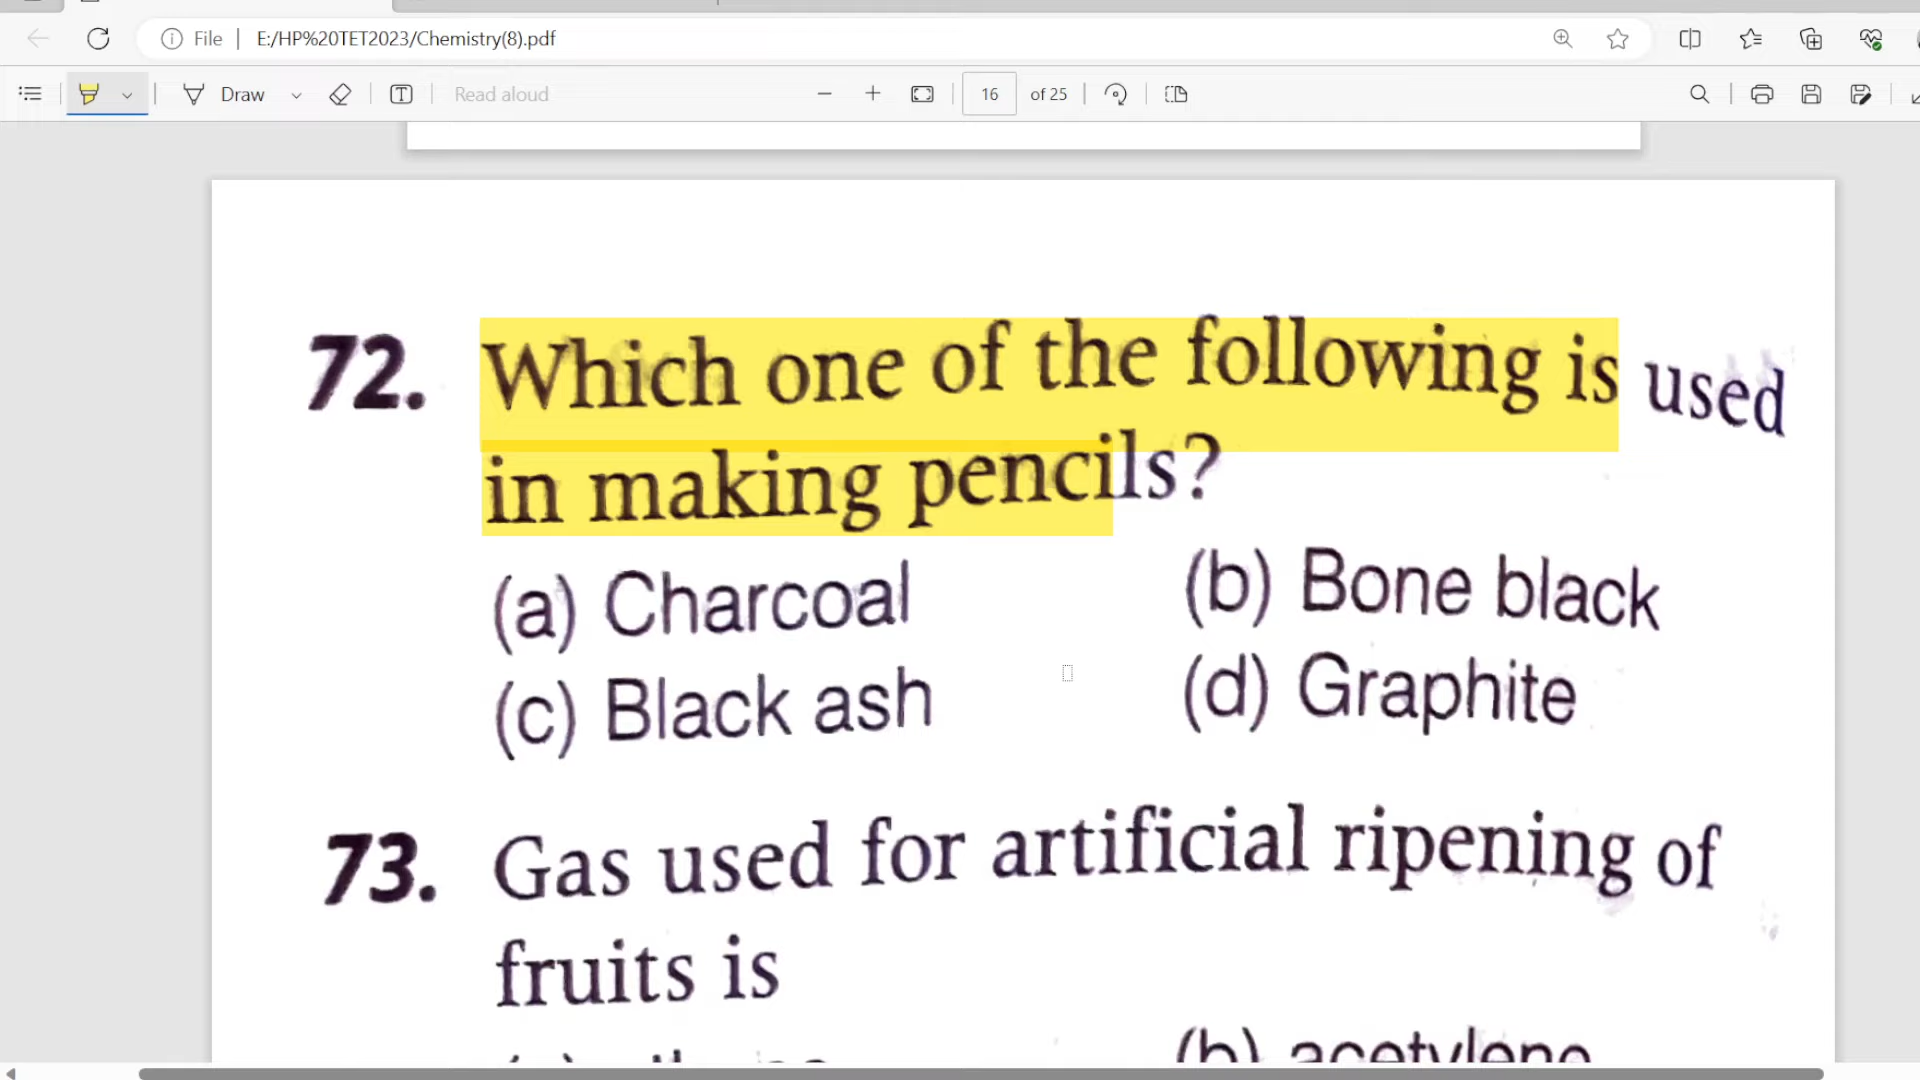 File
E:/HP%20TET2023/Chemistry(8).pdf
Draw
Read aloud
16
of 25
72. Which one of the following is used
in making pencils?
(a) Charcoal (b) Bone black
(c) Black ash (d) Graphite
73. Gas used for artificial ripening of
fruits is
(b) acetylene